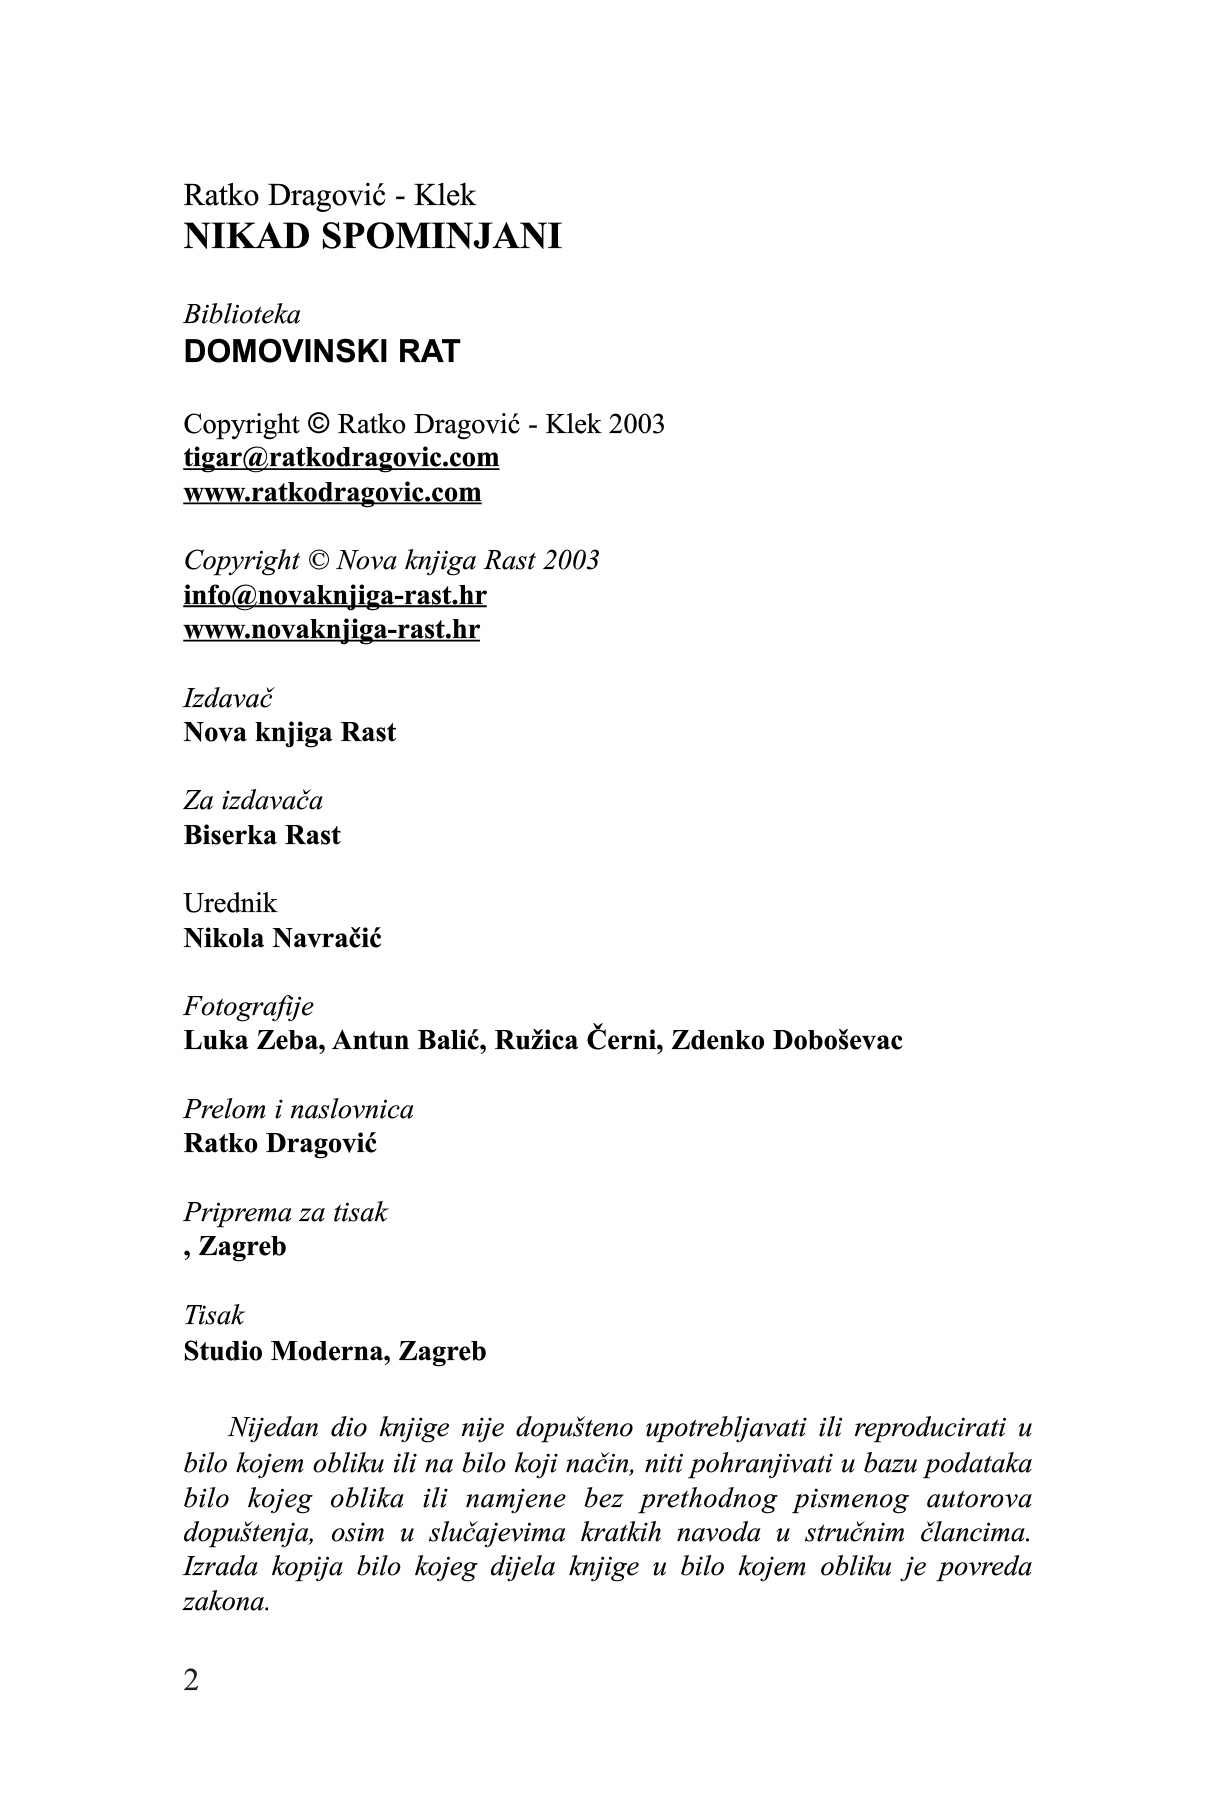 Ratko Dragović - Klek
NIKAD SPOMINJANI
Biblioteka
DOMOVINSKI RAT
Copyright © Ratko Dragović - Klek 2003
tigar@ratkodragovic.com
www.ratkodragovic.com
Copyright © Nova knjiga Rast 2003
info@novaknjiga-rast.hr
www.novaknjiga-rast.hr
Izdavač
Nova knjiga Rast
Za izdavača
Biserka Rast
Urednik
Nikola Navračić
Fotografije
Luka Zeba, Antun Balić, Ružica Černi, Zdenko Doboševac
Prelom i naslovnica
Ratko Dragović
Priprema za tisak
, Zagreb
Tisak
Studio Moderna, Zagreb
Nijedan dio knjige nije dopušteno upotrebljavati ili reproducirati u
bilo kojem obliku ili na bilo koji način, niti pohranjivati u bazu podataka
bilo kojeg oblika ili namjene bez prethodnog pismenog autorova
dopuštenja, osim u slučajevima kratkih navoda u stručnim člancima.
Izrada kopija bilo kojeg dijela knjige u bilo kojem obliku je povreda
zakona.
2